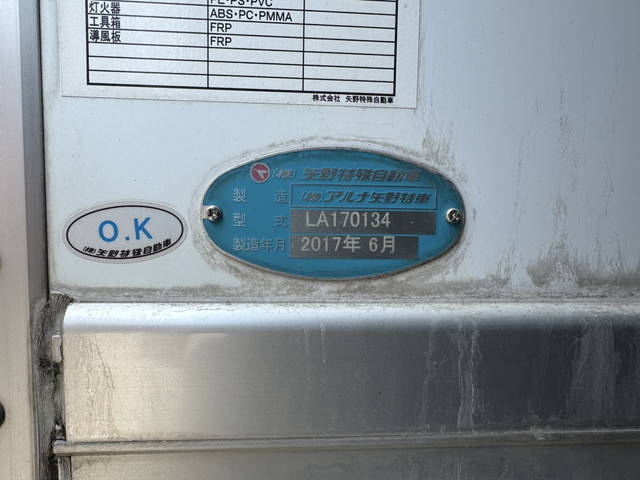 灯火器 PE・PS・PVC
ABS・PC・PMMA
工具箱 FRP
導風板 FRP
株式会社 矢野特殊自動車
(株)矢野特殊自動車
製造 (株)アルナ矢野特車
型式 LA170134
製造年月 2017年 6月
O.K
(株)矢野特殊自動車